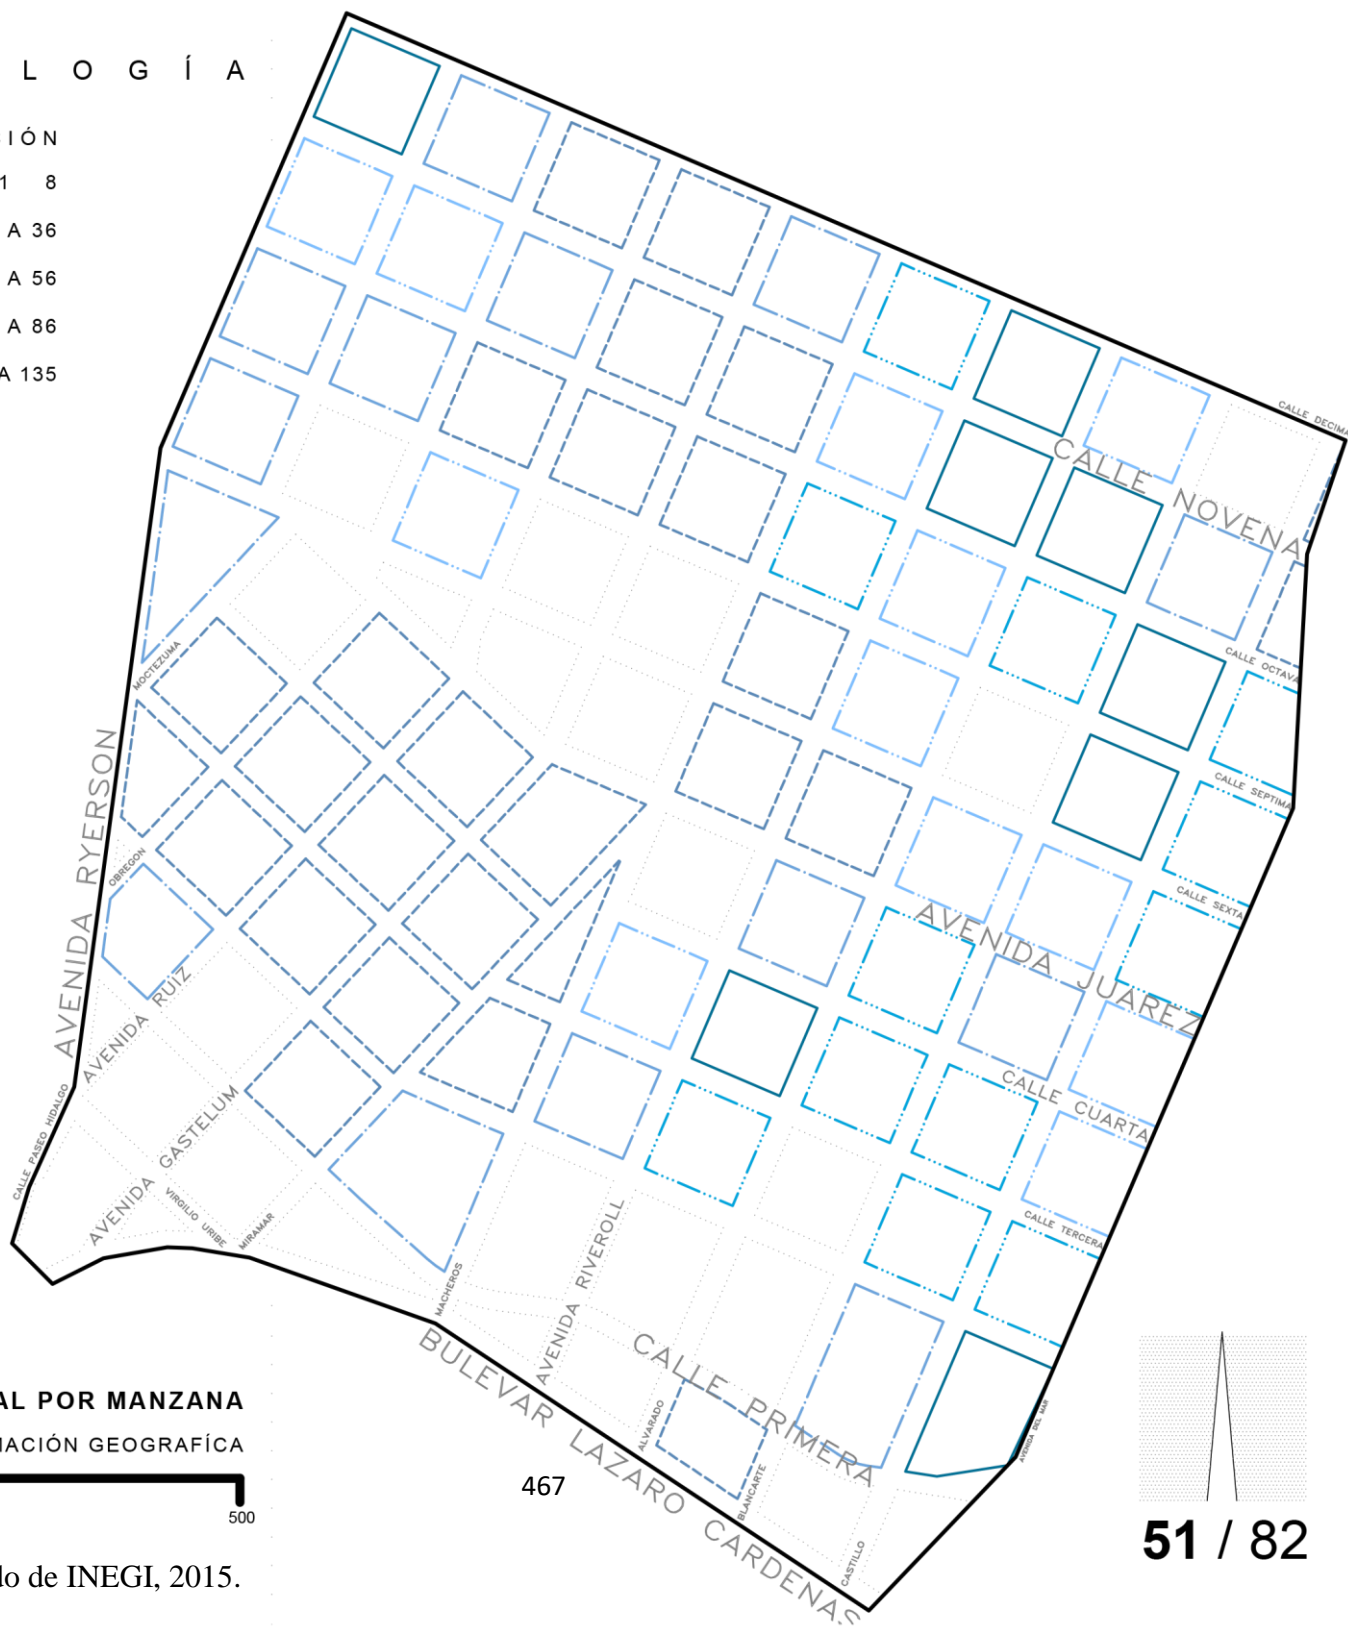 L O G Í A
IÓN
1 8
A 36
A 56
A 86
A 135
CALLE DECIMA
CALLE NOVENA
CALLE OCTAVA
CALLE SEPTIMA
CALLE SEXTA
AVENIDA JUAREZ
CALLE CUARTA
CALLE TERCERA
MOCTEZUMA
AVENIDA RYERSON
OBREGON
AVENIDA RUIZ
CALLE PASEO HIDALGO
AVENIDA GASTELUM
VIRGILIO URIBE
MIRAMAR
MACHEROS
AVENIDA RIVEROLL
CALLE PRIMERA
ALVARADO
BLANCARTE
CASTILLO
AVENIDA DEL MAR
BULEVAR LAZARO CARDENAS
AL POR MANZANA
MACIÓN GEOGRAFÍCA
500
467
51 / 82
do de INEGI, 2015.